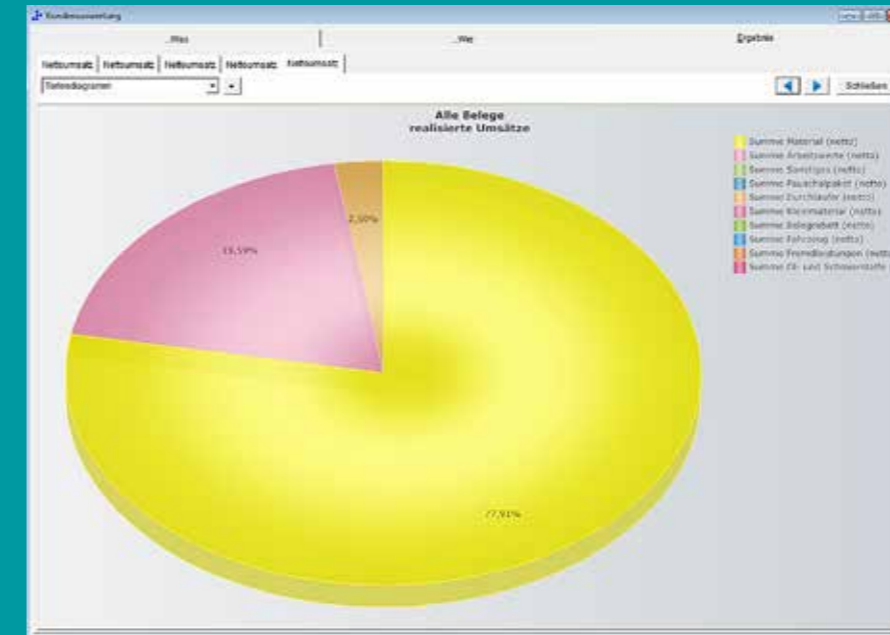 Kundenauswertung
..Was
..Wie
Ergebnis
Nettoumsatz Nettoumsatz Nettoumsatz Nettoumsatz Nettoumsatz
Tortendiagramm
Schließen
Alle Belege
realisierte Umsätze
Summe Material (netto)
Summe Arbeitswerte (netto)
Summe Sonstiges (netto)
Summe Pauschalpaket (netto)
Summe Durchläufer (netto)
Summe Kleinmaterial (netto)
Summe Belegrabatt (netto)
Summe Fahrzeug (netto)
Summe Fremdleistungen (netto
Summe Öl- und Schmierstoffe
2,50%
19,59%
77,91%